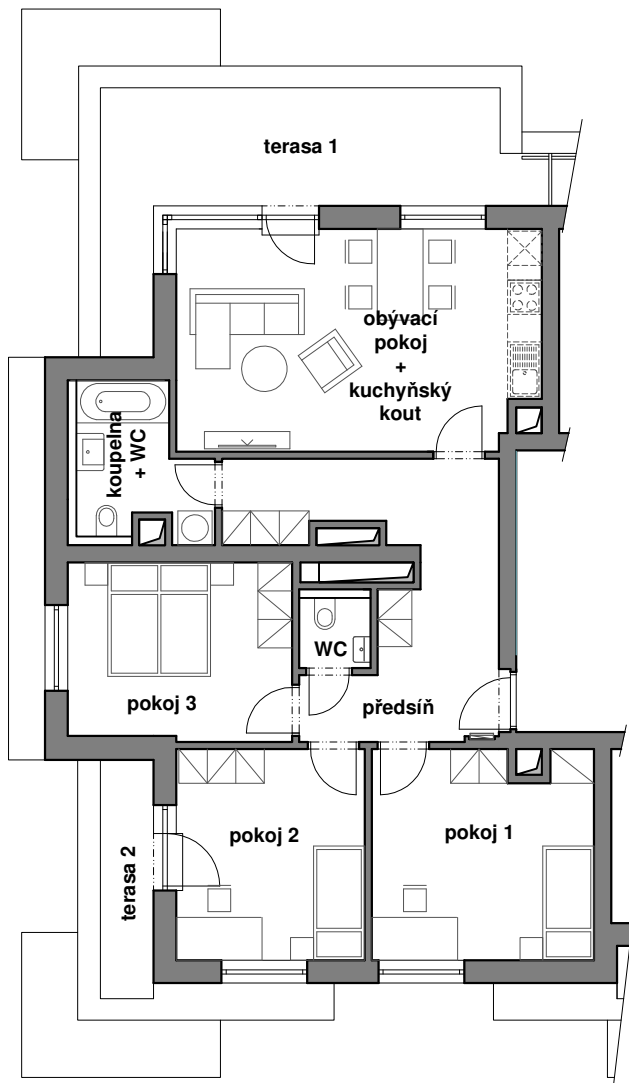 terasa 1
obývací
pokoj
+
kuchyňský
kout
koupelna
+ WC
WC
pokoj 3
předsíň
pokoj 2
pokoj 1
terasa 2